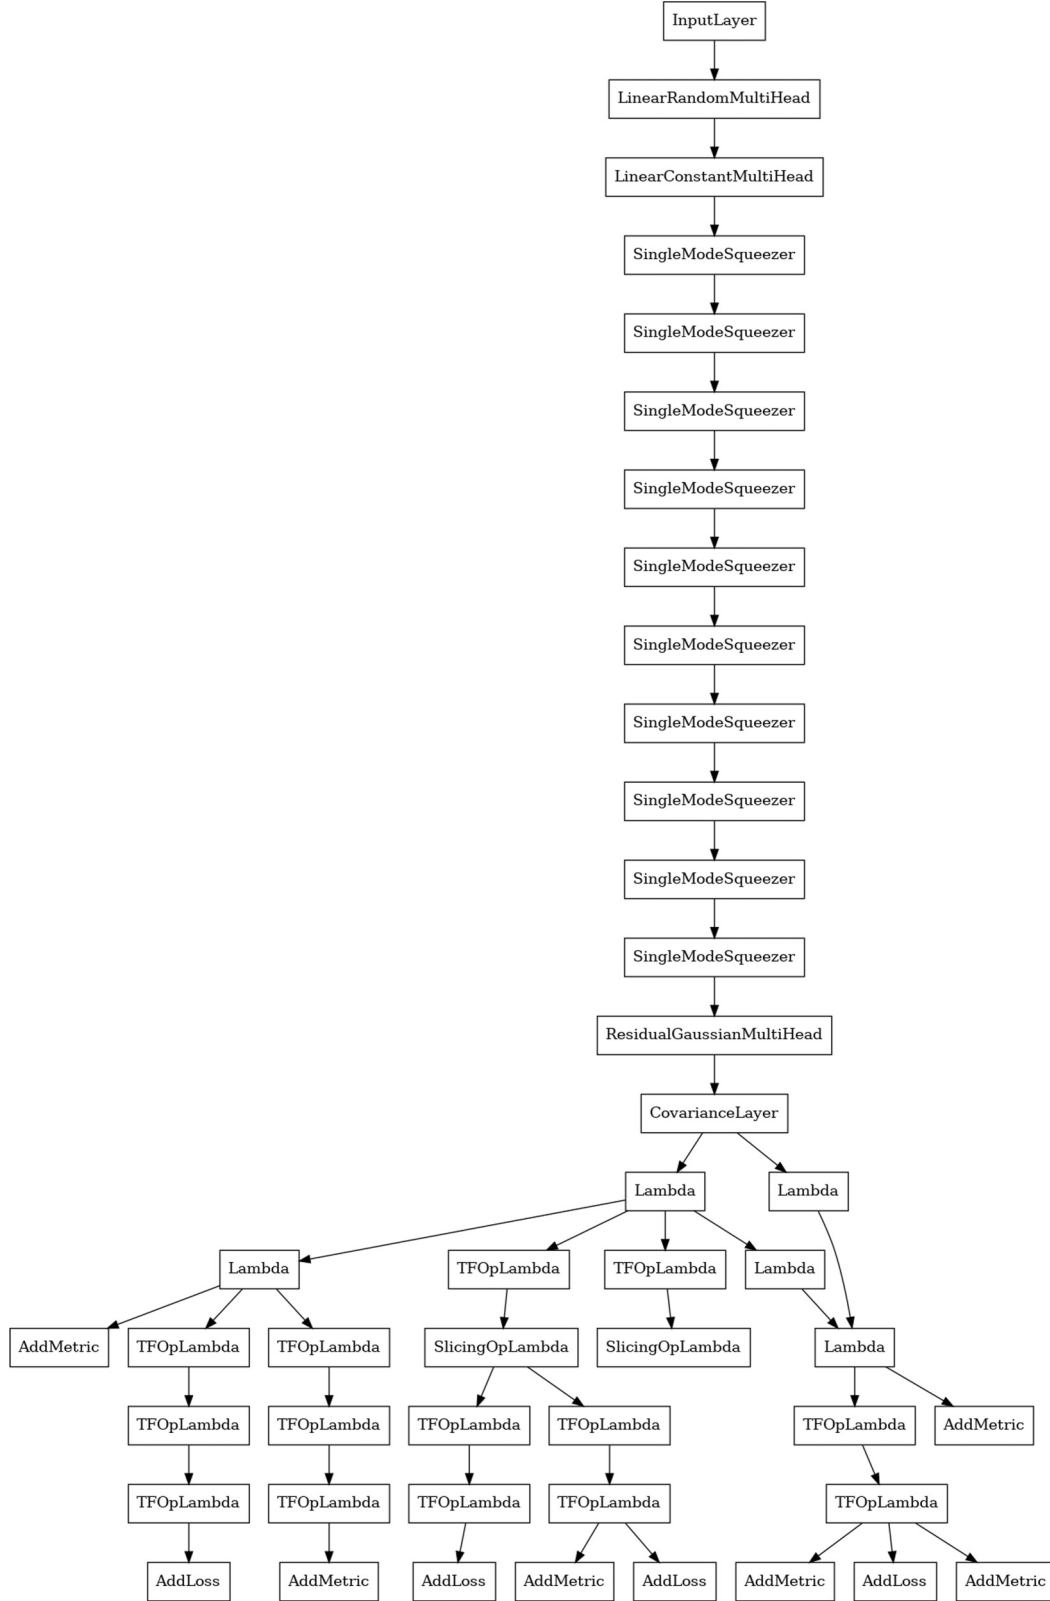 InputLayer
LinearRandomMultiHead
LinearConstantMultiHead
SingleModeSqueezer
SingleModeSqueezer
SingleModeSqueezer
SingleModeSqueezer
SingleModeSqueezer
SingleModeSqueezer
SingleModeSqueezer
SingleModeSqueezer
SingleModeSqueezer
SingleModeSqueezer
ResidualGaussianMultiHead
CovarianceLayer
Lambda Lambda
Lambda TFOpLambda TFOpLambda Lambda
AddMetric TFOpLambda TFOpLambda SlicingOpLambda SlicingOpLambda Lambda
TFOpLambda TFOpLambda TFOpLambda TFOpLambda TFOpLambda AddMetric
TFOpLambda TFOpLambda TFOpLambda TFOpLambda TFOpLambda
AddLoss AddMetric AddLoss AddMetric AddLoss AddMetric AddLoss AddMetric